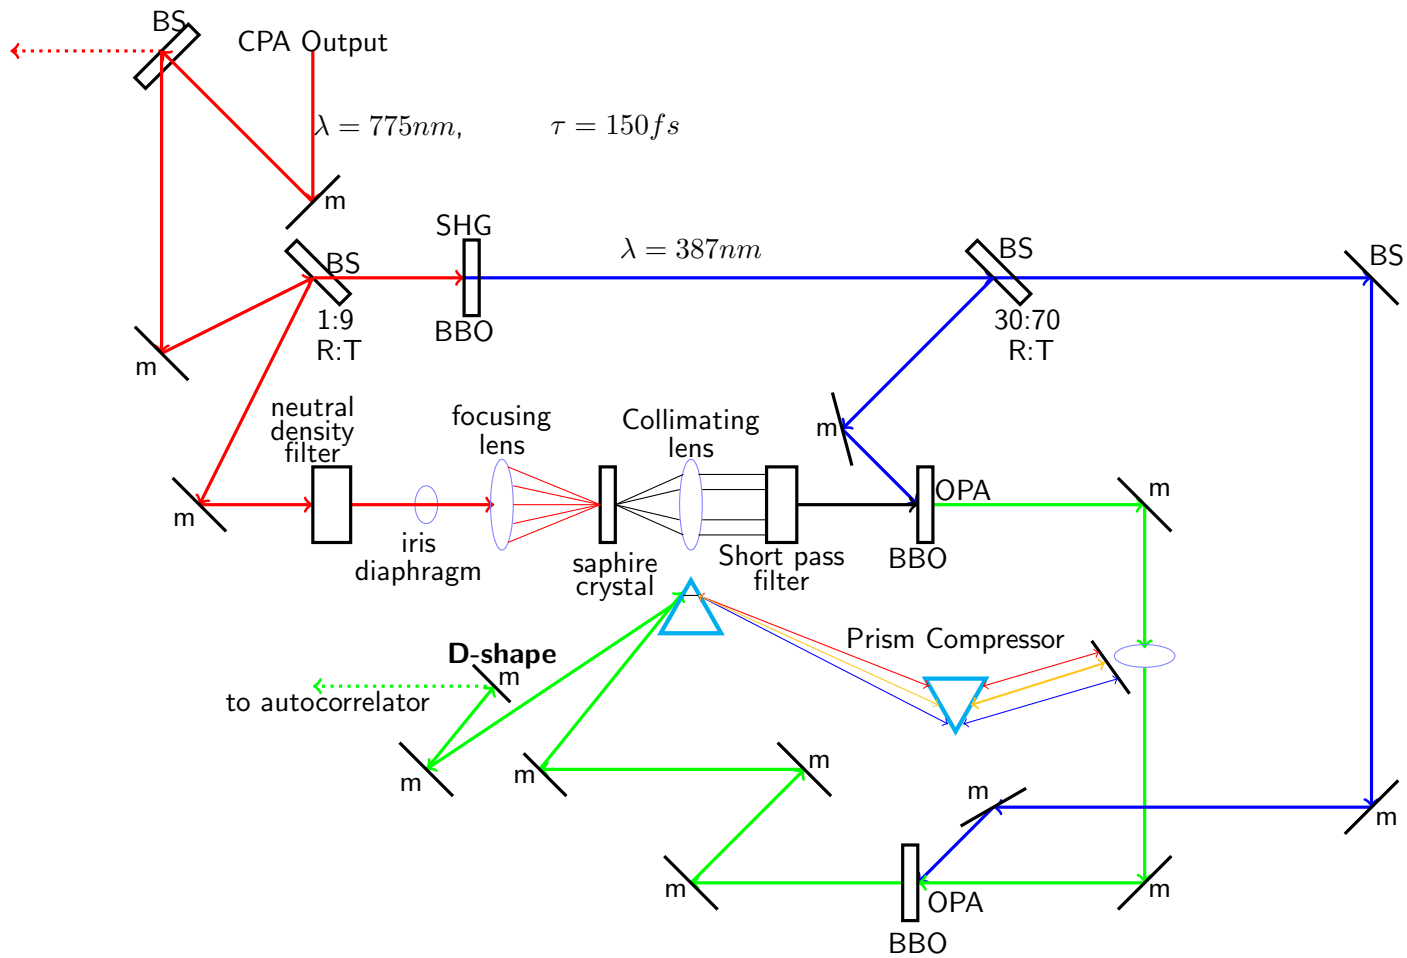 BS
CPA Output
λ = 775nm, τ = 150fs
m
SHG
BS
λ = 387nm
BS
BS
1:9
R:T
BBO
30:70
R:T
m
neutral
density
filter
focusing
lens
Collimating
lens
m
m
OPA
m
iris
diaphragm
saphire
crystal
Short pass
filter
BBO
Prism Compressor
D-shape
m
to autocorrelator
m
m
m
m
m
m
m
OPA
BBO